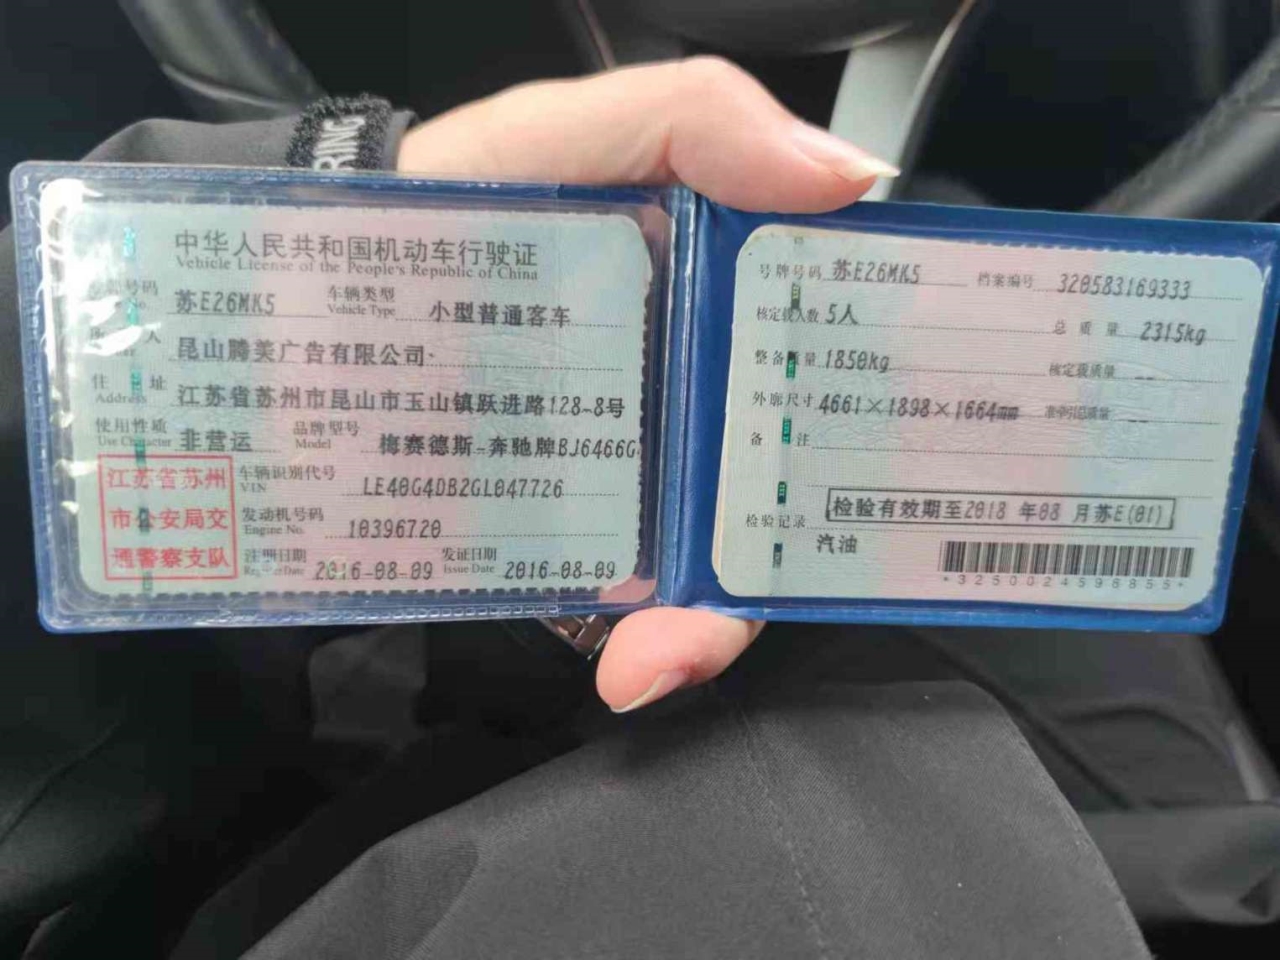 RING
中华人民共和国机动车行驶证
Vehicle License of the People's Republic of China
号牌号码 苏E26MK5 车辆类型 小型普通客车
Vehicle Type
人 昆山腾美广告有限公司
住 址 江苏省苏州市昆山市玉山镇跃进路128-8号
Address
使用性质 非营运 品牌型号 梅赛德斯-奔驰牌BJ6466G
Use Character Model
江苏省苏州
市公安局交
通警察支队
车辆识别代号 LE40G4DB2GL047726
VIN
发动机号码 10396720
Engine No.
注册日期 2016-08-09 发证日期 2016-08-09
Register Date Issue Date
号牌号码 苏E26MK5 档案编号 320583169333
核定载人数 5人 总 质 量 2315kg
整备质量 1850kg 核定载质量 --
外廓尺寸 4661×1898×1664mm 准牵引总质量 --
备 注
检验有效期至2018 年08 月苏E(01)
检验记录
汽油
*3250024596855*